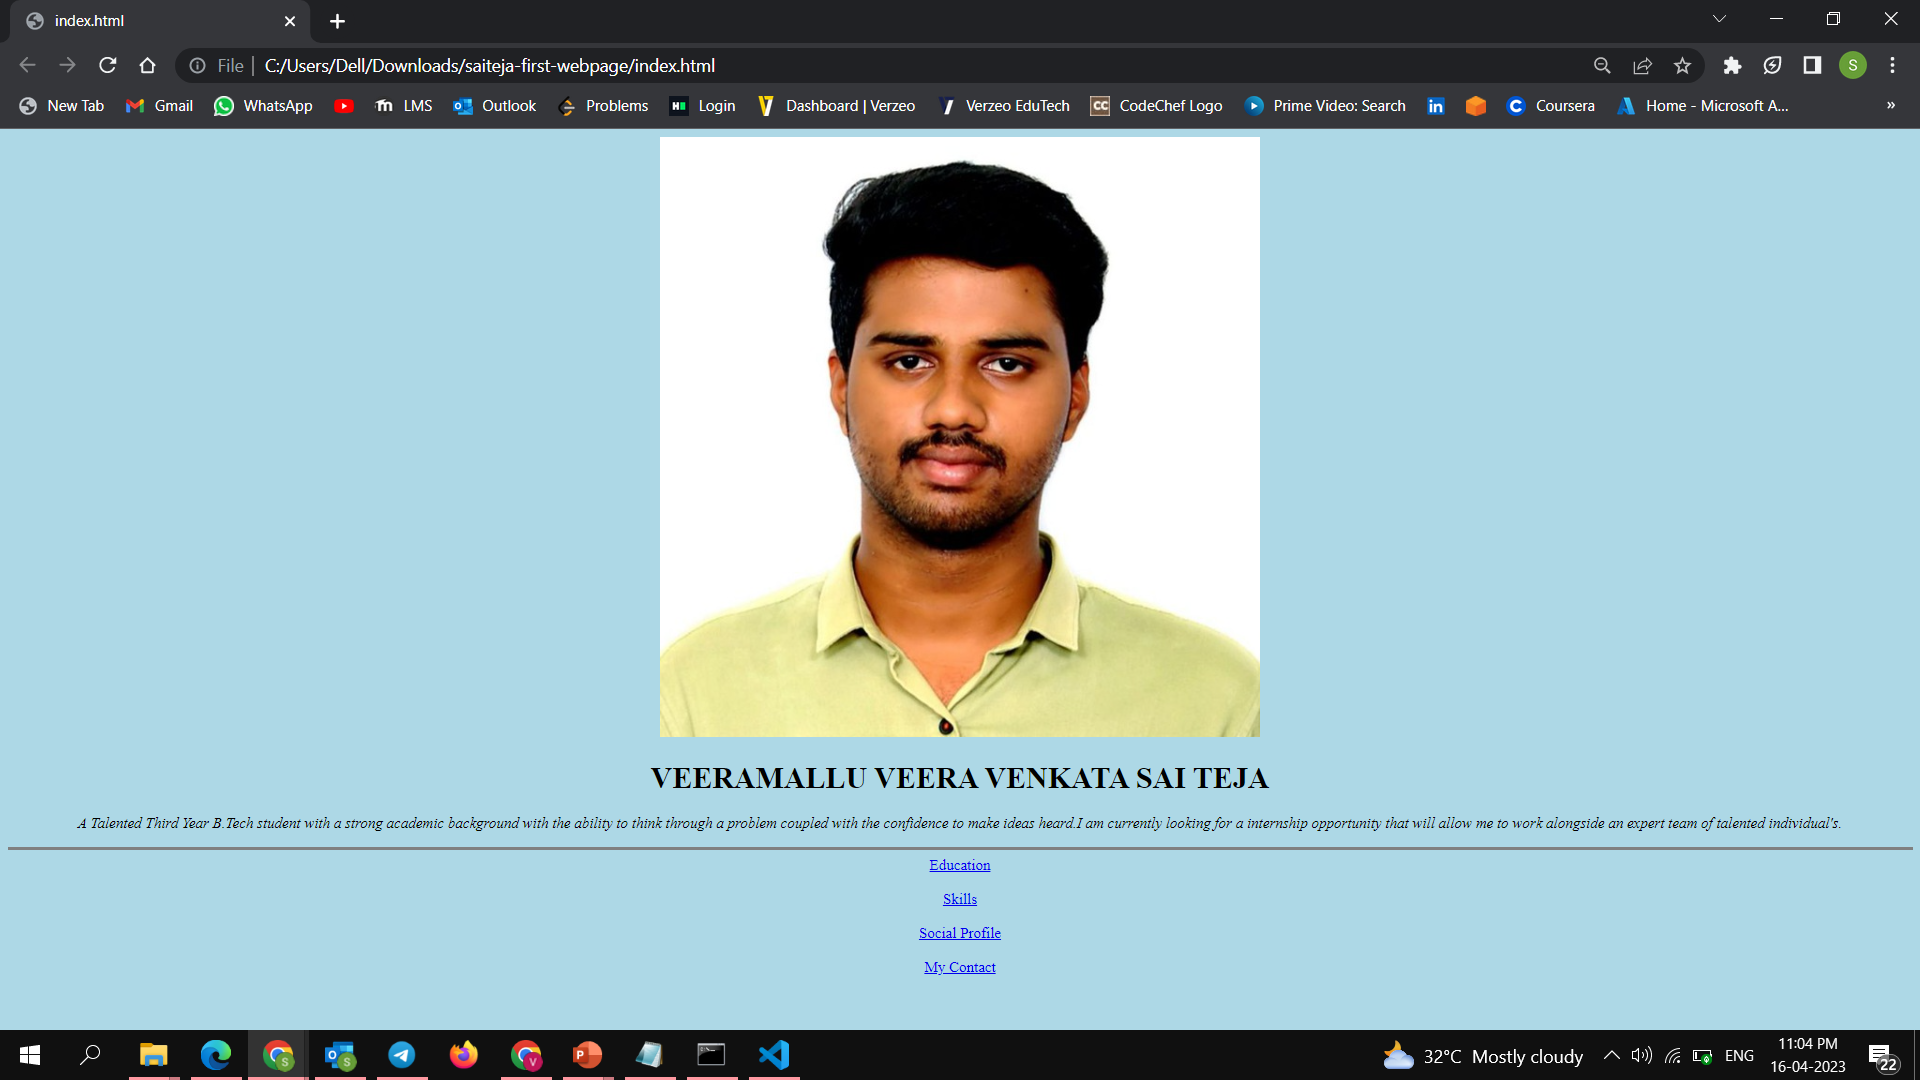 index.html
File | C:/Users/Dell/Downloads/saiteja-first-webpage/index.html
S
New Tab Gmail WhatsApp LMS Outlook Problems Login Dashboard | Verzeo Verzeo EduTech CC CodeChef Logo Prime Video: Search in Coursera Home - Microsoft A... »
VEERAMALLU VEERA VENKATA SAI TEJA
A Talented Third Year B.Tech student with a strong academic background with the ability to think through a problem coupled with the confidence to make ideas heard.I am currently looking for a internship opportunity that will allow me to work alongside an expert team of talented individual's.
Education
Skills
Social Profile
My Contact
32°C Mostly cloudy ENG 11:04 PM
16-04-2023 22